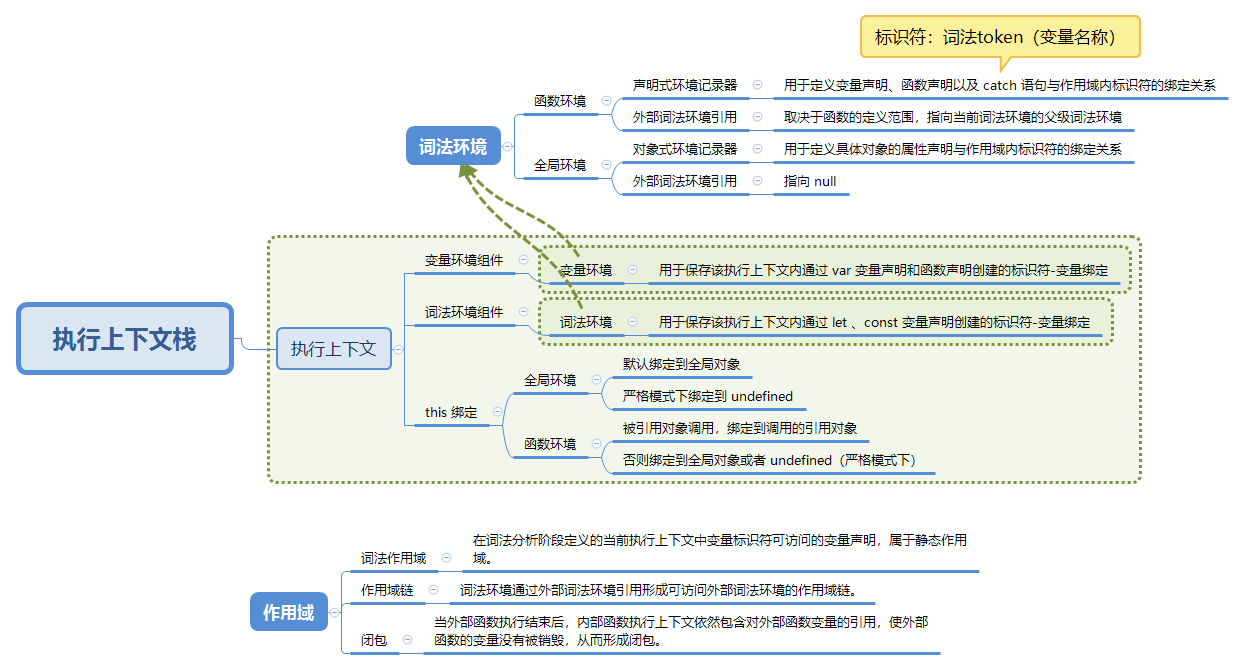 标识符：词法token（变量名称）
词法环境
函数环境
声明式环境记录器
用于定义变量声明、函数声明以及 catch 语句与作用域内标识符的绑定关系
外部词法环境引用
取决于函数的定义范围，指向当前词法环境的父级词法环境
全局环境
对象式环境记录器
用于定义具体对象的属性声明与作用域内标识符的绑定关系
外部词法环境引用
指向 null
执行上下文栈
执行上下文
变量环境组件
变量环境
用于保存该执行上下文内通过 var 变量声明和函数声明创建的标识符-变量绑定
词法环境组件
词法环境
用于保存该执行上下文内通过 let 、const 变量声明创建的标识符-变量绑定
this 绑定
全局环境
默认绑定到全局对象
严格模式下绑定到 undefined
函数环境
被引用对象调用，绑定到调用的引用对象
否则绑定到全局对象或者 undefined（严格模式下）
作用域
词法作用域
在词法分析阶段定义的当前执行上下文中变量标识符可访问的变量声明，属于静态作用
域。
作用域链
词法环境通过外部词法环境引用形成可访问外部词法环境的作用域链。
闭包
当外部函数执行结束后，内部函数执行上下文依然包含对外部函数变量的引用，使外部
函数的变量没有被销毁，从而形成闭包。